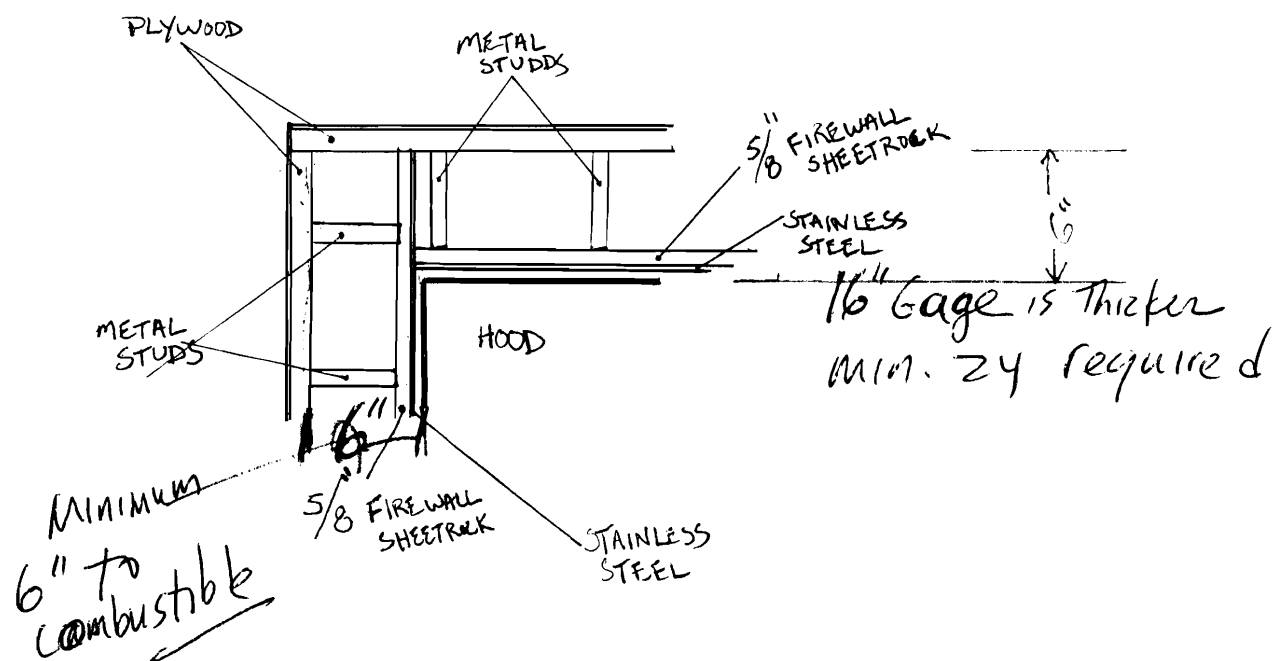 PLYWOOD
METAL
STUDDS
5/8" FIREWALL
SHEETROCK
STAINLESS
STEEL
6"
16" Gage is Thicker
min. 24 required
METAL
STUDS
HOOD
6"
Minimum
6" to
combustible
5/8" FIREWALL
SHEETROCK
STAINLESS
STEEL